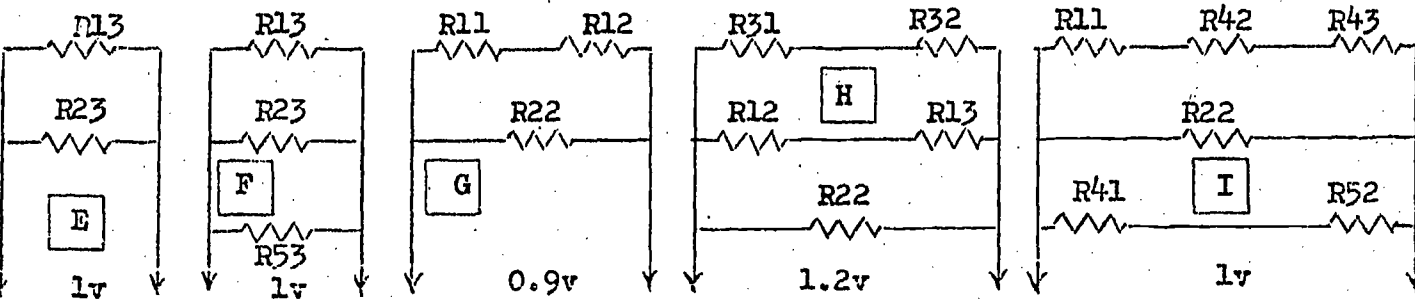 R13 R13 R11 R12 R31 R32 R11 R42 R43
R23 R23 R22 H R12 R13 R22
E F G R22 R41 I R52
R53
1v 1v 0.9v 1.2v 1v